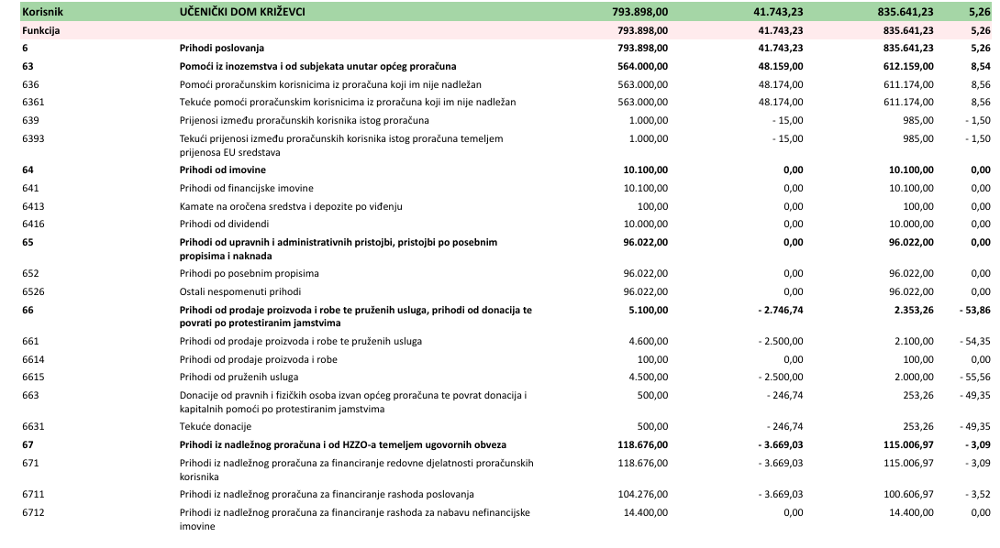 Korisnik UČENIČKI DOM KRIŽEVCI 793.898,00 41.743,23 835.641,23 5,26
Funkcija 793.898,00 41.743,23 835.641,23 5,26
6 Prihodi poslovanja 793.898,00 41.743,23 835.641,23 5,26
63 Pomoći iz inozemstva i od subjekata unutar općeg proračuna 564.000,00 48.159,00 612.159,00 8,54
636 Pomoći proračunskim korisnicima iz proračuna koji im nije nadležan 563.000,00 48.174,00 611.174,00 8,56
6361 Tekuće pomoći proračunskim korisnicima iz proračuna koji im nije nadležan 563.000,00 48.174,00 611.174,00 8,56
639 Prijenosi između proračunskih korisnika istog proračuna 1.000,00 - 15,00 985,00 - 1,50
6393 Tekući prijenosi između proračunskih korisnika istog proračuna temeljem 1.000,00 - 15,00 985,00 - 1,50
prijenosa EU sredstava
64 Prihodi od imovine 10.100,00 0,00 10.100,00 0,00
641 Prihodi od financijske imovine 10.100,00 0,00 10.100,00 0,00
6413 Kamate na oročena sredstva i depozite po viđenju 100,00 0,00 100,00 0,00
6416 Prihodi od dividendi 10.000,00 0,00 10.000,00 0,00
65 Prihodi od upravnih i administrativnih pristojbi, pristojbi po posebnim 96.022,00 0,00 96.022,00 0,00
propisima i naknada
652 Prihodi po posebnim propisima 96.022,00 0,00 96.022,00 0,00
6526 Ostali nespomenuti prihodi 96.022,00 0,00 96.022,00 0,00
66 Prihodi od prodaje proizvoda i robe te pruženih usluga, prihodi od donacija te 5.100,00 - 2.746,74 2.353,26 - 53,86
povrati po protestiranim jamstvima
661 Prihodi od prodaje proizvoda i robe te pruženih usluga 4.600,00 - 2.500,00 2.100,00 - 54,35
6614 Prihodi od prodaje proizvoda i robe 100,00 0,00 100,00 0,00
6615 Prihodi od pruženih usluga 4.500,00 - 2.500,00 2.000,00 - 55,56
663 Donacije od pravnih i fizičkih osoba izvan općeg proračuna te povrat donacija i 500,00 - 246,74 253,26 - 49,35
kapitalnih pomoći po protestiranim jamstvima
6631 Tekuće donacije 500,00 - 246,74 253,26 - 49,35
67 Prihodi iz nadležnog proračuna i od HZZO-a temeljem ugovornih obveza 118.676,00 - 3.669,03 115.006,97 - 3,09
671 Prihodi iz nadležnog proračuna za financiranje redovne djelatnosti proračunskih 118.676,00 - 3.669,03 115.006,97 - 3,09
korisnika
6711 Prihodi iz nadležnog proračuna za financiranje rashoda poslovanja 104.276,00 - 3.669,03 100.606,97 - 3,52
6712 Prihodi iz nadležnog proračuna za financiranje rashoda za nabavu nefinancijske 14.400,00 0,00 14.400,00 0,00
imovine